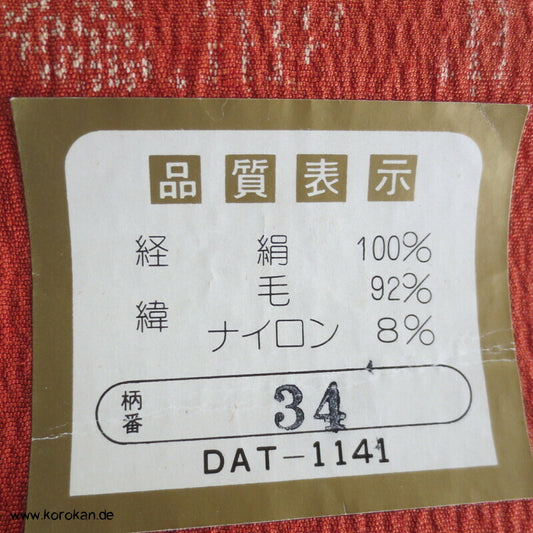 品質表示
経 絹 100%
緯 毛 92%
ナイロン 8%
柄番 34
DAT-1141
www.korokan.de